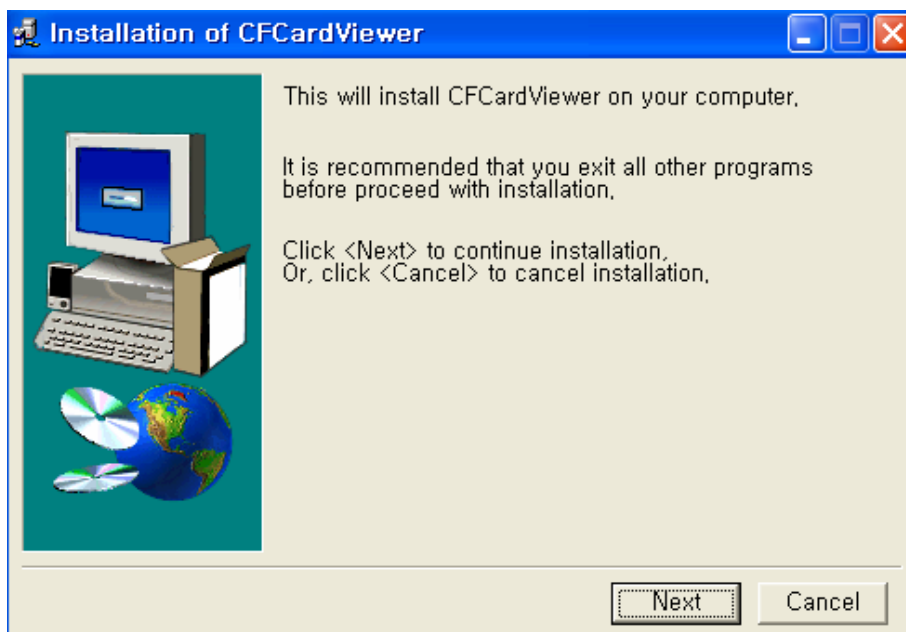 Installation of CFCardViewer
This will install CFCardViewer on your computer,
It is recommended that you exit all other programs
before proceed with installation,
Click <Next> to continue installation,
Or, click <Cancel> to cancel installation,
Next
Cancel